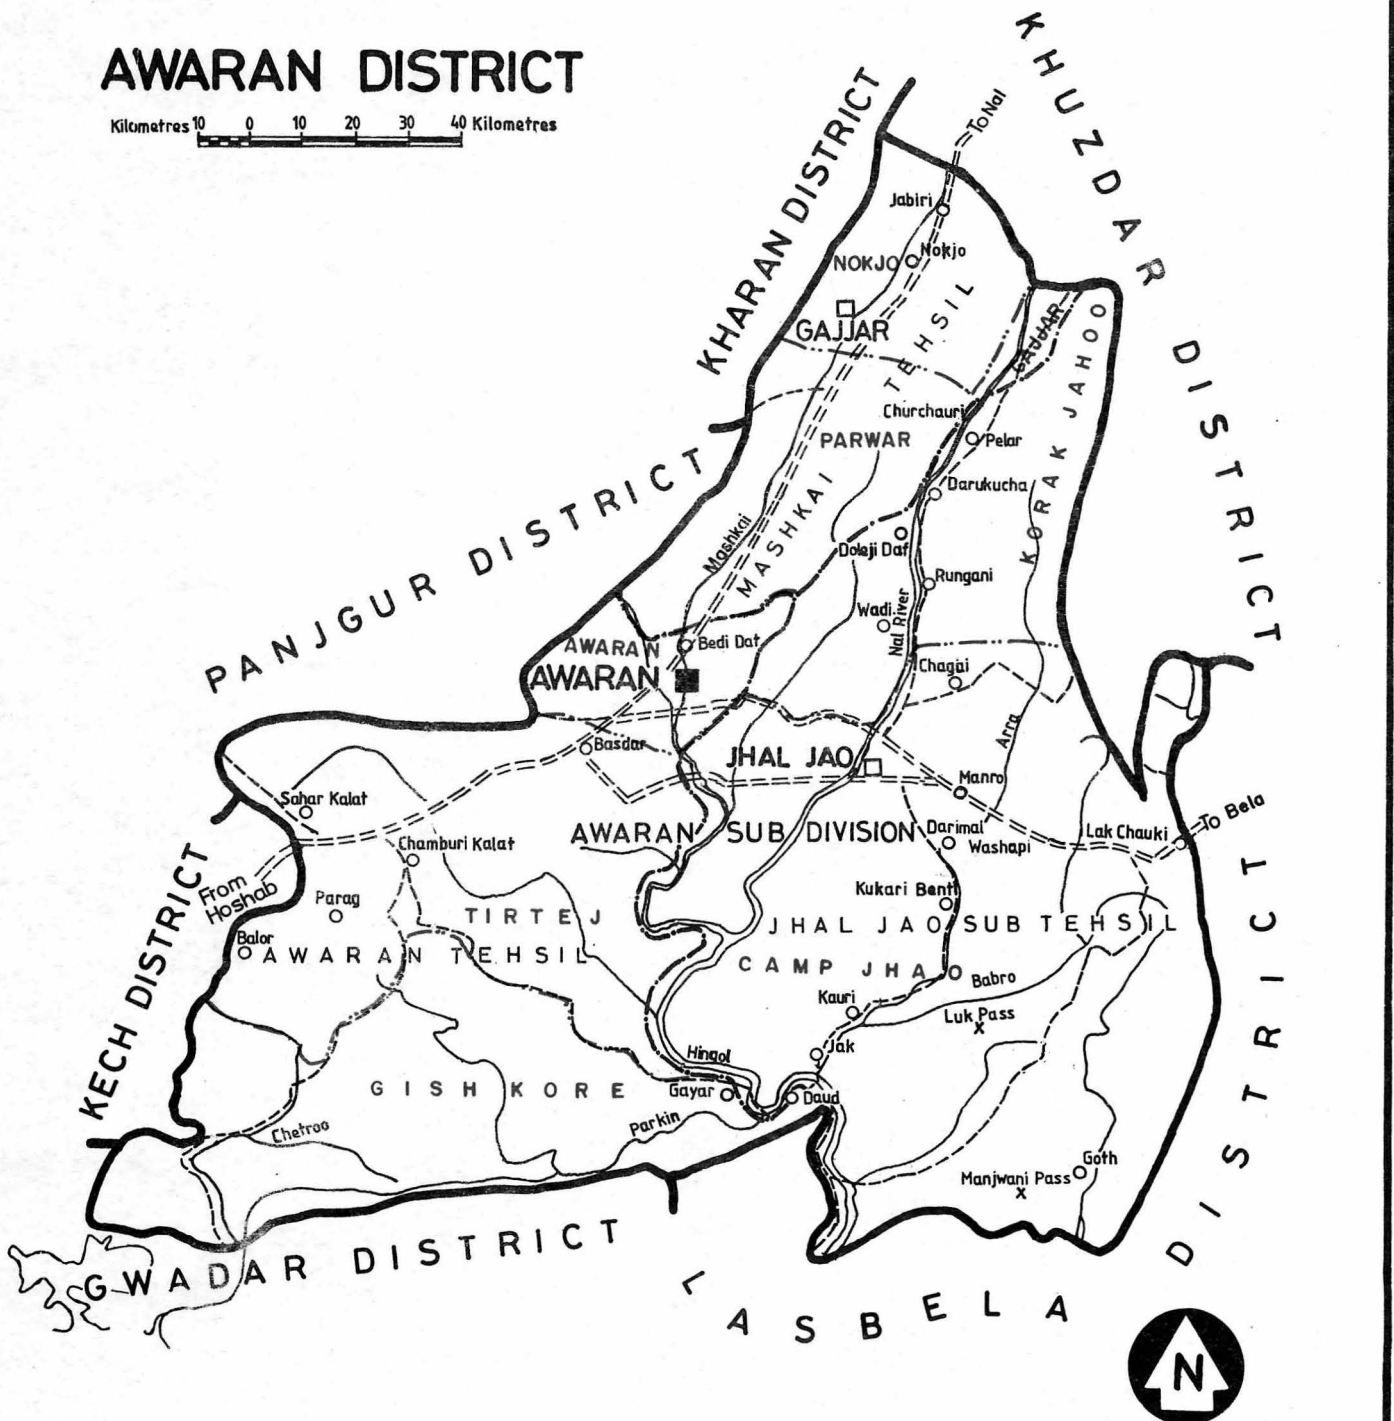 AWARAN DISTRICT
Kilometres 10 0 10 20 30 40 Kilometres
KHUZDAR DISTRICT
KHARAN DISTRICT
To Nal
Jabiri
Nokjo
NOKJO
GAJJAR
GAJJAR
MASHKAI TEHSIL
KORAK JAHOO
Churchauri
PARWAR
Pelar
Darukucha
PANJGUR DISTRICT
Mashkai
Doleji Daf
Rungani
Wadi
Nal River
AWARAN
Bedi Dat
AWARAN
Chagai
Arra
Basdar
JHAL JAO
Manro
Sahar Kalat
AWARAN SUB DIVISION
Darimal
Washapi
Lak Chauki
To Bela
Chamburi Kalat
KECH DISTRICT
From
Hoshab
Parag
Kukari Bent
TIRTEJ
JHAL JAO SUB TEHSIL
Balor
AWARAN TEHSIL
CAMP JHAO
Babro
Kauri
Luk Pass
x
Jak
Hingol
GISHKORE
Gayar
Daud
Chetroo
Parkin
Goth
Manjwani Pass
x
GWADAR DISTRICT
LASBELA DISTRICT
N